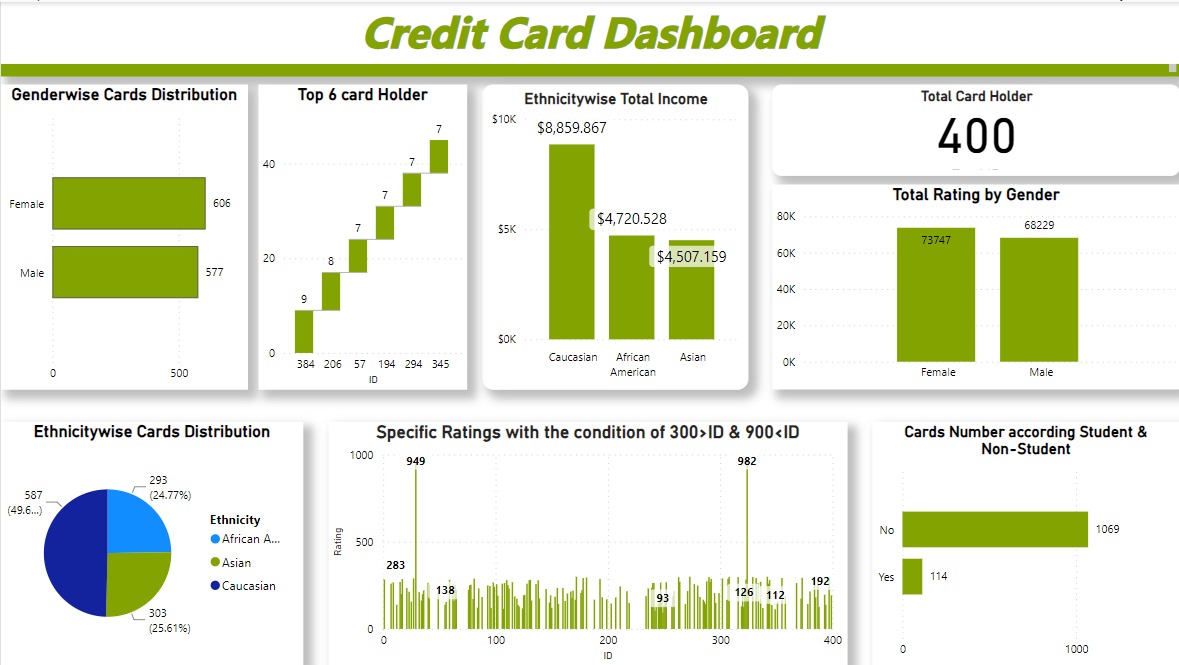 Credit Card Dashboard
Genderwise Cards Distribution
Female
606
Male
577
0
500
Top 6 card Holder
40
20
0
9
8
7
7
7
7
384
206
57
194
294
345
ID
Ethnicitywise Total Income
$10K
$5K
$0K
$8,859.867
$4,720.528
$4,507.159
Caucasian
African
American
Asian
Total Card Holder
400
Total Rating by Gender
80K
60K
40K
20K
0K
73747
68229
Female
Male
Ethnicitywise Cards Distribution
587
(49.6...)
293
(24.77%)
303
(25.61%)
Ethnicity
African A...
Asian
Caucasian
Specific Ratings with the condition of 300>ID & 900<ID
Rating
1000
500
0
949
982
283
138
93
126
112
192
0
100
200
300
400
ID
Cards Number according Student &
Non-Student
No
1069
Yes
114
0
1000